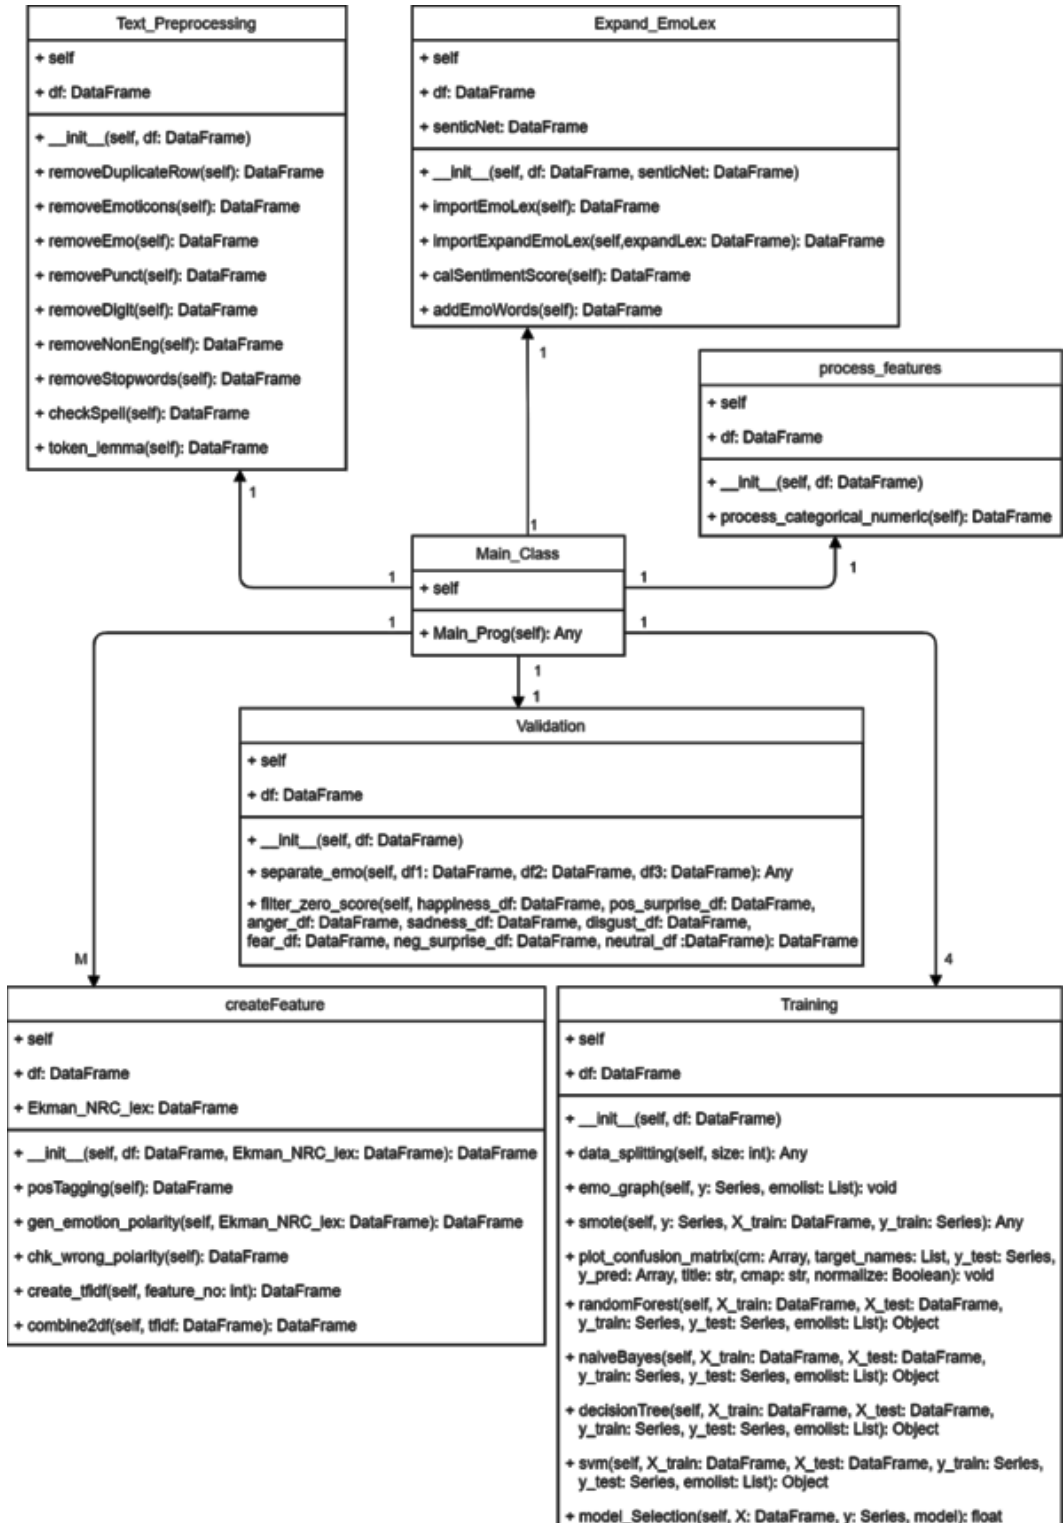 Text_Preprocessing
+ self
+ df: DataFrame
+ __init__(self, df: DataFrame)
+ removeDuplicateRow(self): DataFrame
+ removeEmoticons(self): DataFrame
+ removeEmo(self): DataFrame
+ removePunct(self): DataFrame
+ removeDigit(self): DataFrame
+ removeNonEng(self): DataFrame
+ removeStopwords(self): DataFrame
+ checkSpell(self): DataFrame
+ token_lemma(self): DataFrame
1
Expand_EmoLex
+ self
+ df: DataFrame
+ senticNet: DataFrame
+ __init__(self, df: DataFrame, senticNet: DataFrame)
+ importEmoLex(self): DataFrame
+ importExpandEmoLex(self,expandLex: DataFrame): DataFrame
+ calSentimentScore(self): DataFrame
+ addEmoWords(self): DataFrame
1
process_features
+ self
+ df: DataFrame
+ __init__(self, df: DataFrame)
+ process_categorical_numeric(self): DataFrame
1
1
Main_Class
+ self
+ Main_Prog(self): Any
1
1
1
1
1
1
Validation
+ self
+ df: DataFrame
+ __init__(self, df: DataFrame)
+ separate_emo(self, df1: DataFrame, df2: DataFrame, df3: DataFrame): Any
+ filter_zero_score(self, happiness_df: DataFrame, pos_surprise_df: DataFrame,
anger_df: DataFrame, sadness_df: DataFrame, disgust_df: DataFrame,
fear_df: DataFrame, neg_surprise_df: DataFrame, neutral_df :DataFrame): DataFrame
M
4
createFeature
+ self
+ df: DataFrame
+ Ekman_NRC_lex: DataFrame
+ __init__(self, df: DataFrame, Ekman_NRC_lex: DataFrame): DataFrame
+ posTagging(self): DataFrame
+ gen_emotion_polarity(self, Ekman_NRC_lex: DataFrame): DataFrame
+ chk_wrong_polarity(self): DataFrame
+ create_tfidf(self, feature_no: int): DataFrame
+ combine2df(self, tfidf: DataFrame): DataFrame
Training
+ self
+ df: DataFrame
+ __init__(self, df: DataFrame)
+ data_splitting(self, size: int): Any
+ emo_graph(self, y: Series, emolist: List): void
+ smote(self, y: Series, X_train: DataFrame, y_train: Series): Any
+ plot_confusion_matrix(cm: Array, target_names: List, y_test: Series,
y_pred: Array, title: str, cmap: str, normalize: Boolean): void
+ randomForest(self, X_train: DataFrame, X_test: DataFrame,
y_train: Series, y_test: Series, emolist: List): Object
+ naiveBayes(self, X_train: DataFrame, X_test: DataFrame,
y_train: Series, y_test: Series, emolist: List): Object
+ decisionTree(self, X_train: DataFrame, X_test: DataFrame,
y_train: Series, y_test: Series, emolist: List): Object
+ svm(self, X_train: DataFrame, X_test: DataFrame, y_train: Series,
y_test: Series, emolist: List): Object
+ model_Selection(self, X: DataFrame, y: Series, model): float